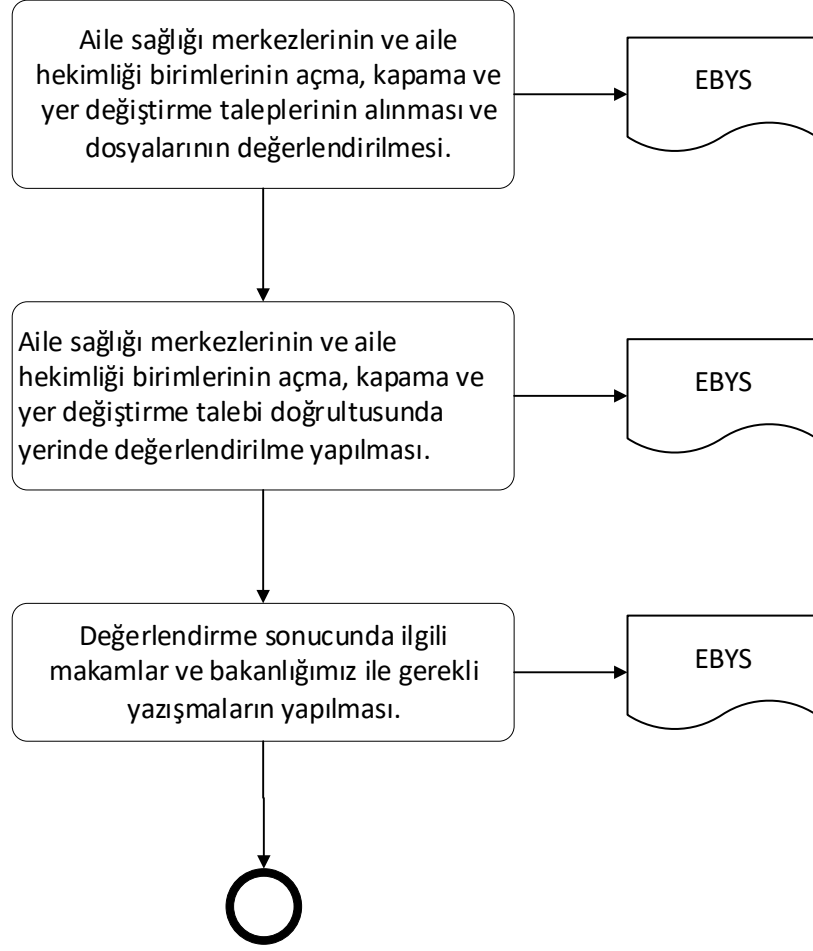 Aile sağlığı merkezlerinin ve aile
hekimliği birimlerinin açma, kapama ve
yer değiştirme taleplerinin alınması ve
dosyalarının değerlendirilmesi.
EBYS
Aile sağlığı merkezlerinin ve aile
hekimliği birimlerinin açma, kapama ve
yer değiştirme talebi doğrultusunda
yerinde değerlendirilme yapılması.
EBYS
Değerlendirme sonucunda ilgili
makamlar ve bakanlığımız ile gerekli
yazışmaların yapılması.
EBYS